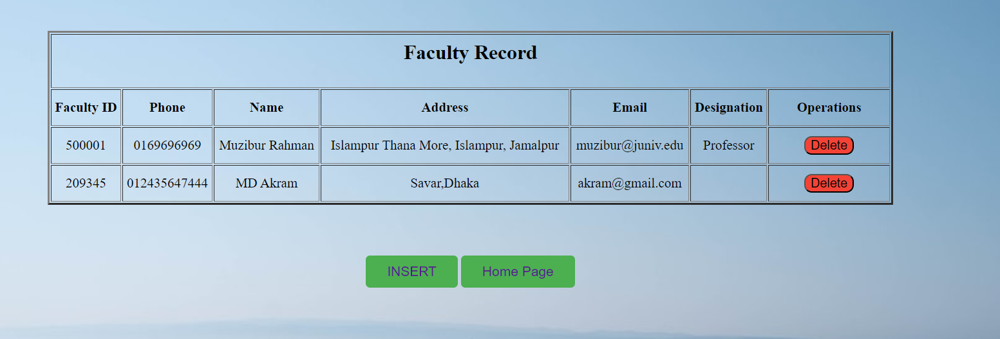 Faculty Record
Faculty ID Phone Name Address Email Designation Operations
500001 0169696969 Muzibur Rahman Islampur Thana More, Islampur, Jamalpur muzibur@juniv.edu Professor Delete
209345 012435647444 MD Akram Savar,Dhaka akram@gmail.com Delete
INSERT Home Page